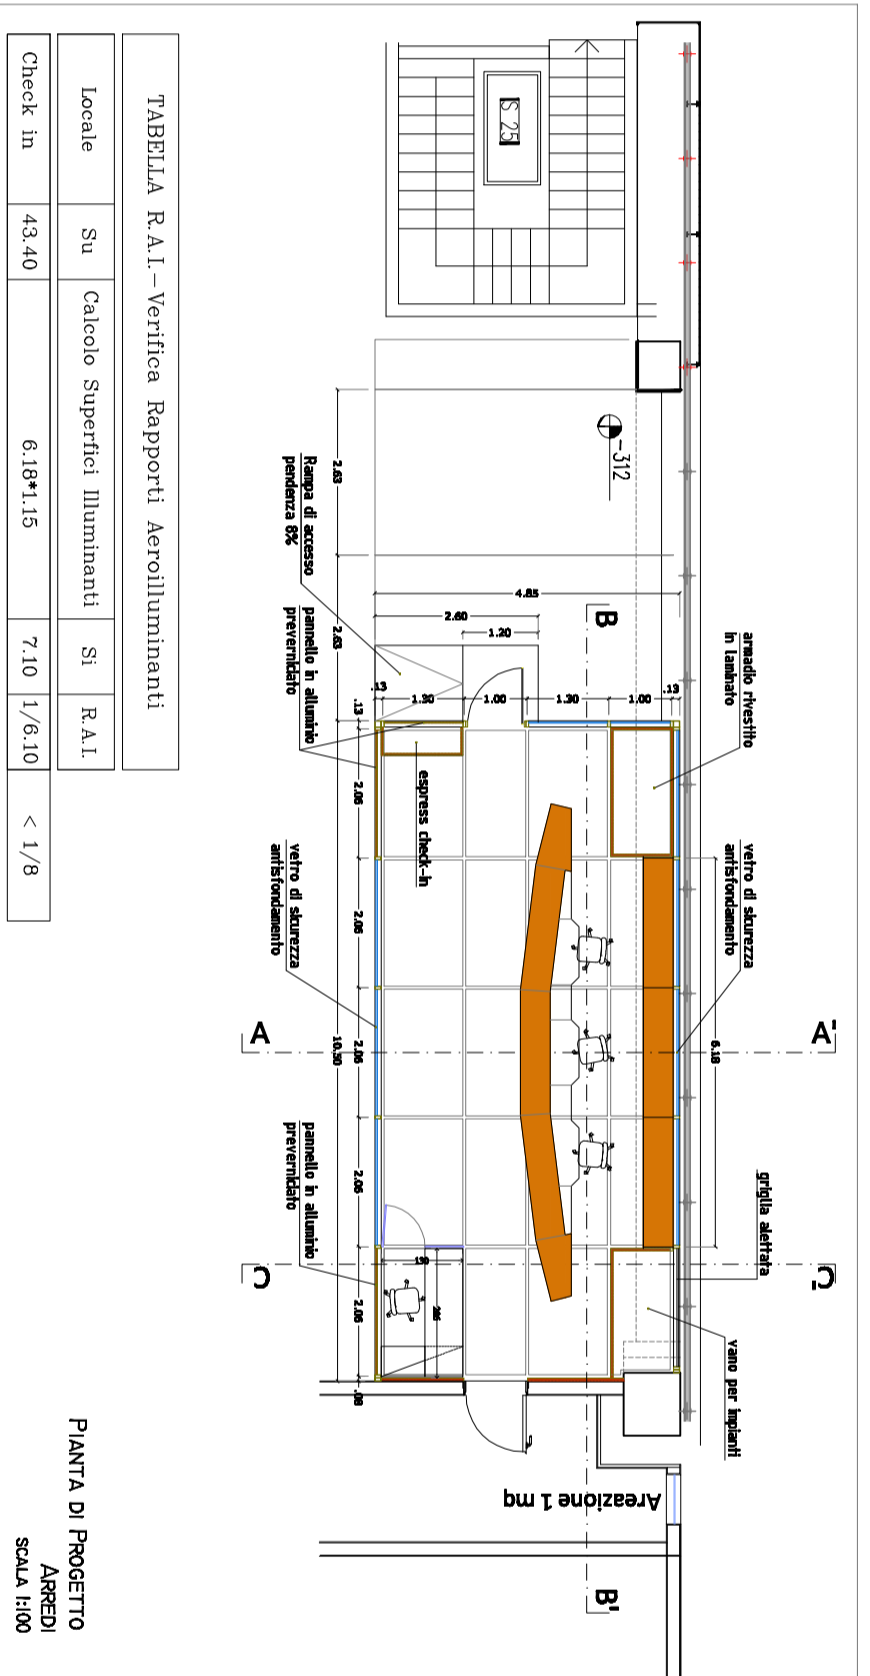 TABELLA R.A.I.-Verifica Rapporti Aeroilluminanti
Locale Su Calcolo Superfici Illuminanti Si R.A.I.
Check in 43.40 6.18*1.15 7.10 1/6.10 < 1/8
S 25
-312
armadio rivestito
in laminato
vetro di sicurezza
antisfondamento
griglia alettata
vano per impianti
B
B'
A
A'
C
C'
6.18
4.85
2.60
1.20
.13
1.30
1.00
1.30
1.00
.13
2.63
2.63
.13
2.06
2.06
2.06
2.06
2.06
.08
10.50
130
206
espress check-in
Rampa di accesso
pendenza 8%
pannello in alluminio
preverniciato
vetro di sicurezza
antisfondamento
pannello in alluminio
preverniciato
Areazione 1 mq
PIANTA DI PROGETTO
ARREDI
SCALA 1:100